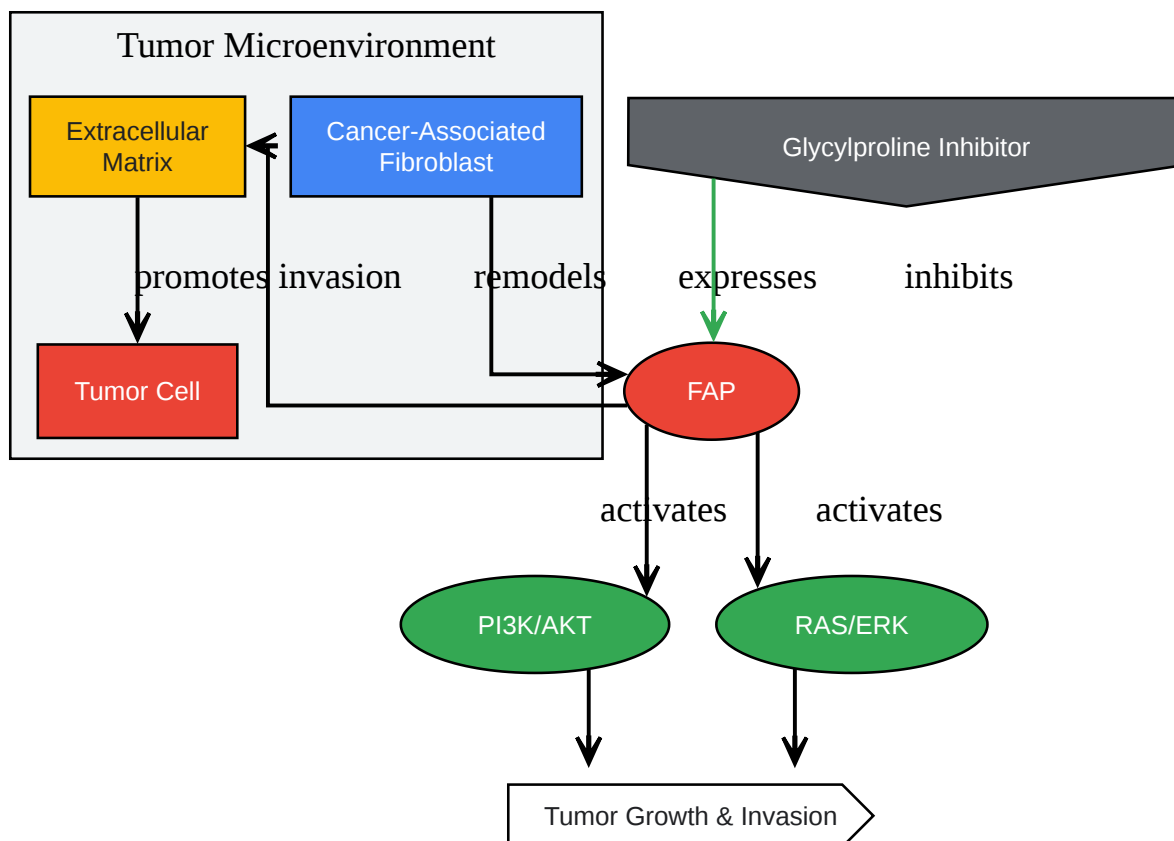 Tumor Microenvironment
Extracellular
Matrix
Cancer-Associated
Fibroblast
Glycylproline Inhibitor
promotes invasion
remodels
expresses
inhibits
Tumor Cell
FAP
activates
activates
PI3K/AKT
RAS/ERK
Tumor Growth & Invasion